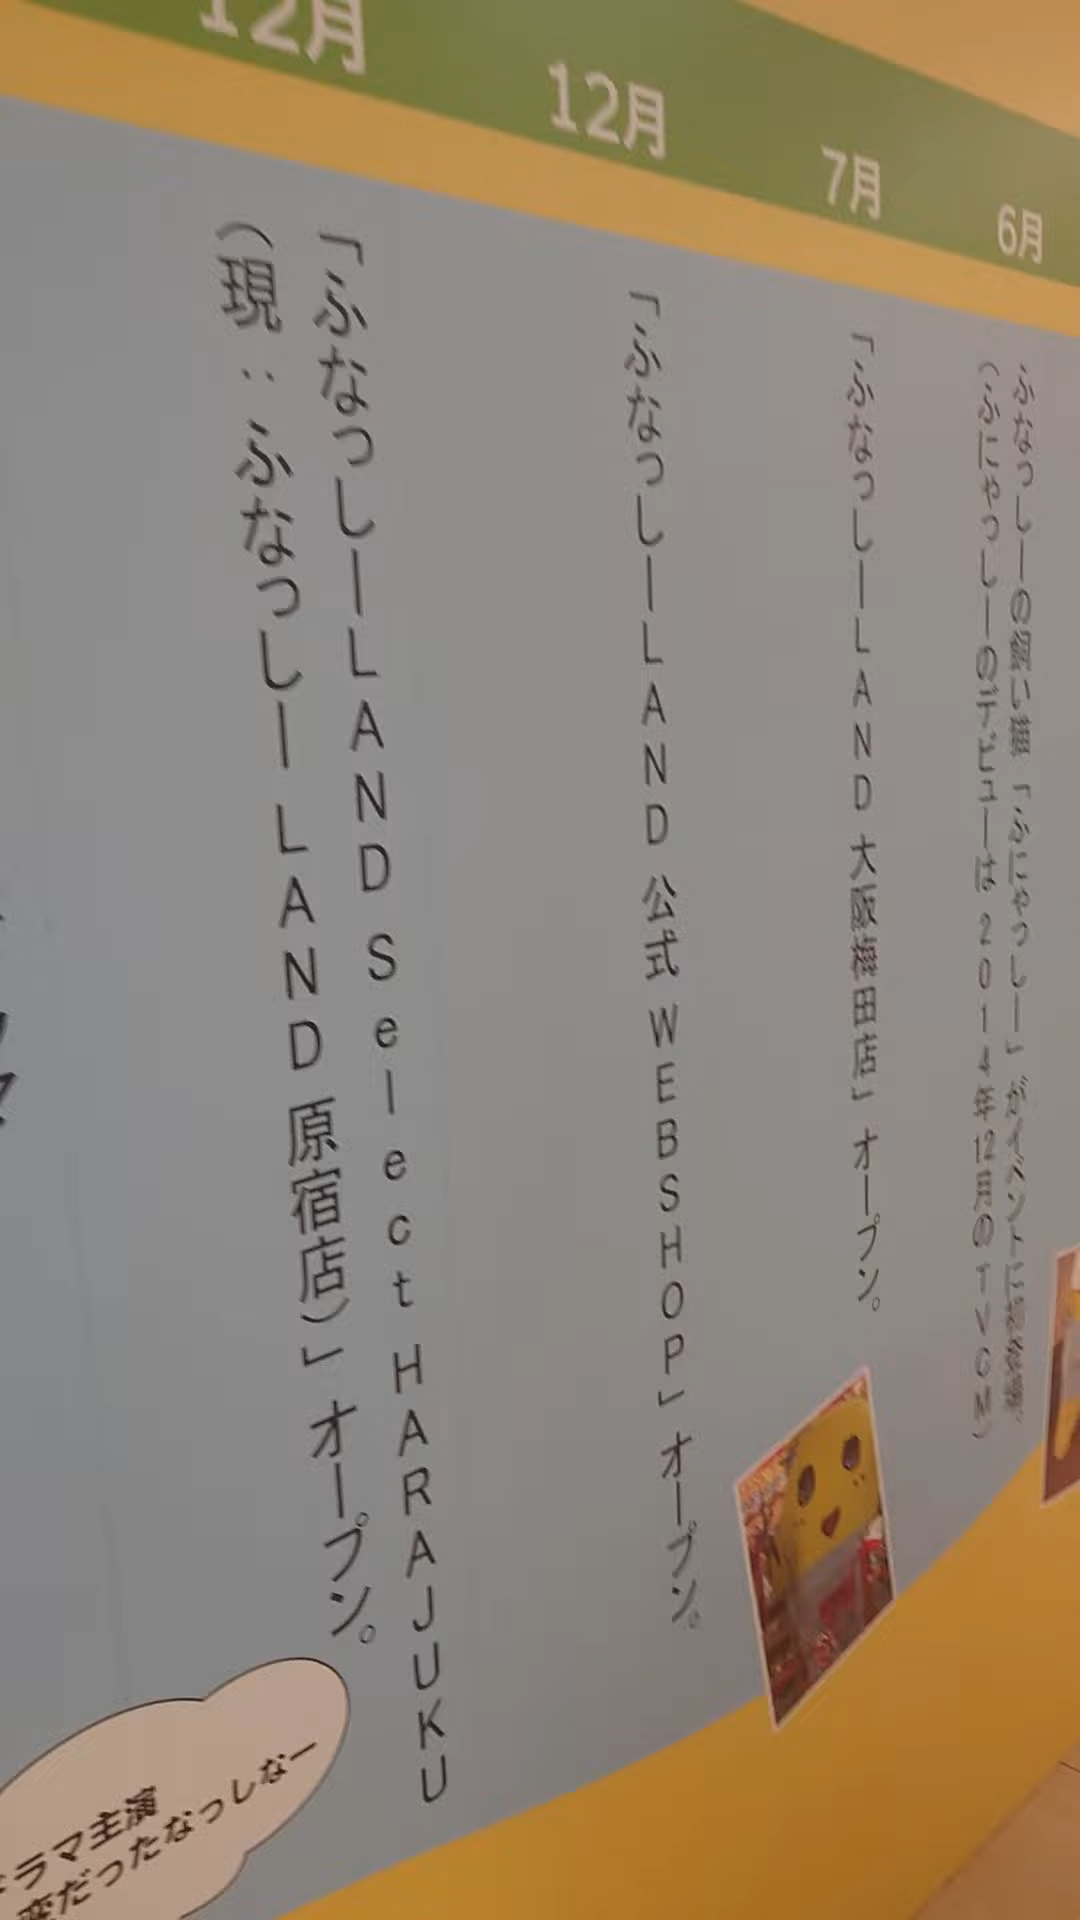 6月
ふなっしーの飼い猫「ふにゃっしー」がイベントに初登場。
(ふにゃっしーのデビューは2014年12月のTVCM)
7月
「ふなっしーLAND 大阪梅田店」オープン。
12月
「ふなっしーLAND 公式 WEBSHOP」オープン。
12月
「ふなっしーLAND Select HARAJUKU
(現:ふなっしーLAND 原宿店)」オープン。
ドラマ主演
変だったなっしなー